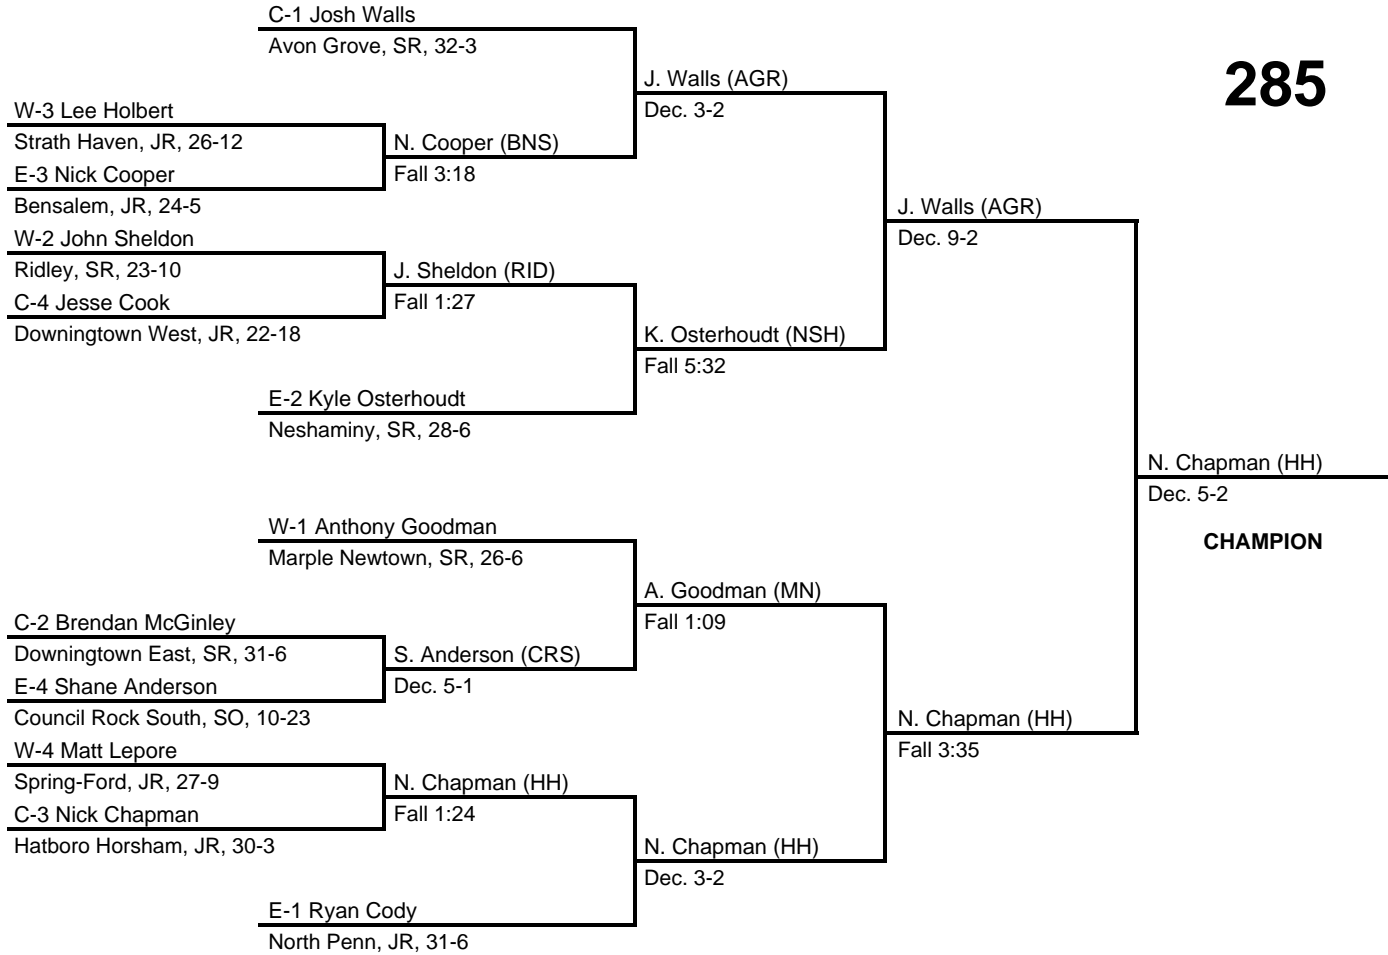 C-1 Josh Walls
Avon Grove, SR, 32-3
285
J. Walls (AGR)
Dec. 3-2
W-3 Lee Holbert
Strath Haven, JR, 26-12
N. Cooper (BNS)
Fall 3:18
E-3 Nick Cooper
Bensalem, JR, 24-5
J. Walls (AGR)
Dec. 9-2
W-2 John Sheldon
Ridley, SR, 23-10
J. Sheldon (RID)
Fall 1:27
C-4 Jesse Cook
Downingtown West, JR, 22-18
K. Osterhoudt (NSH)
Fall 5:32
E-2 Kyle Osterhoudt
Neshaminy, SR, 28-6
N. Chapman (HH)
Dec. 5-2
CHAMPION
W-1 Anthony Goodman
Marple Newtown, SR, 26-6
A. Goodman (MN)
Fall 1:09
C-2 Brendan McGinley
Downingtown East, SR, 31-6
S. Anderson (CRS)
Dec. 5-1
E-4 Shane Anderson
Council Rock South, SO, 10-23
N. Chapman (HH)
Fall 3:35
W-4 Matt Lepore
Spring-Ford, JR, 27-9
N. Chapman (HH)
Fall 1:24
C-3 Nick Chapman
Hatboro Horsham, JR, 30-3
N. Chapman (HH)
Dec. 3-2
E-1 Ryan Cody
North Penn, JR, 31-6